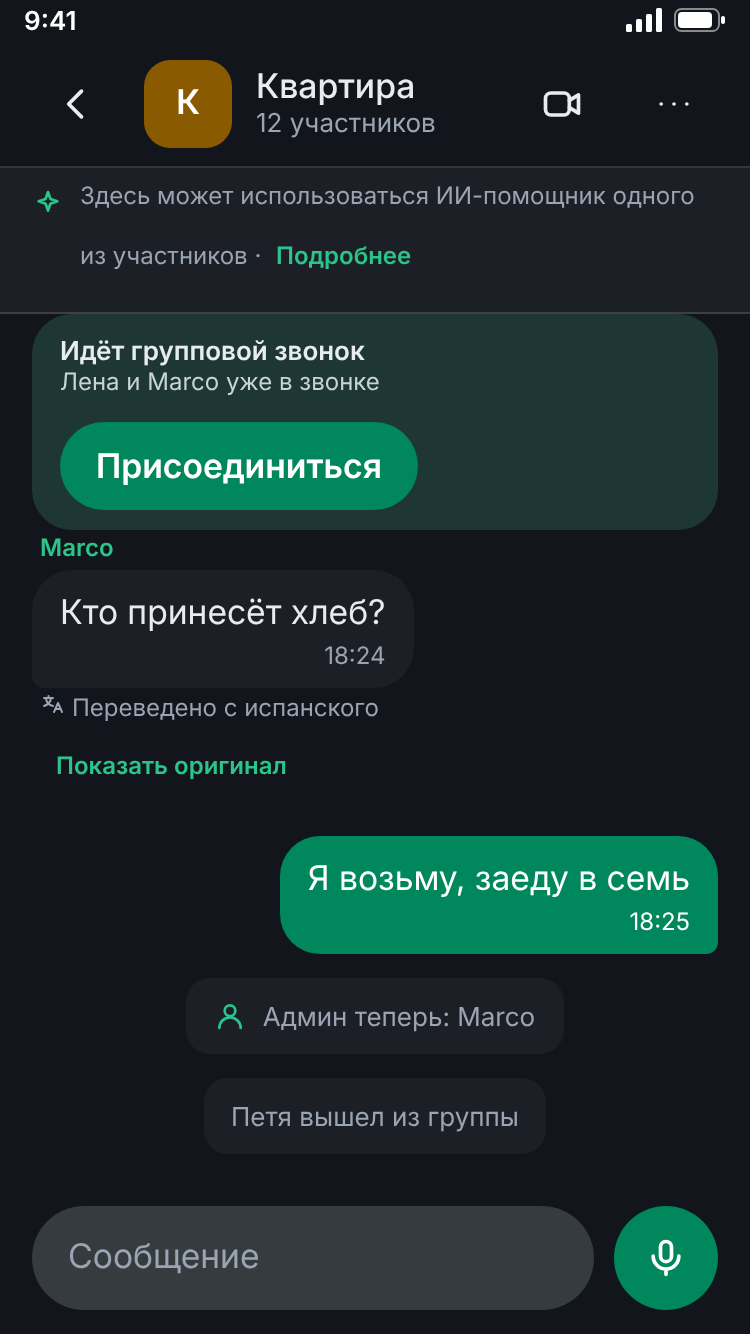 9:41
К
Квартира
12 участников
Здесь может использоваться ИИ-помощник одного
из участников · Подробнее
Идёт групповой звонок
Лена и Marco уже в звонке
Присоединиться
Marco
Кто принесёт хлеб?
18:24
Переведено с испанского
Показать оригинал
Я возьму, заеду в семь
18:25
Админ теперь: Marco
Петя вышел из группы
Сообщение